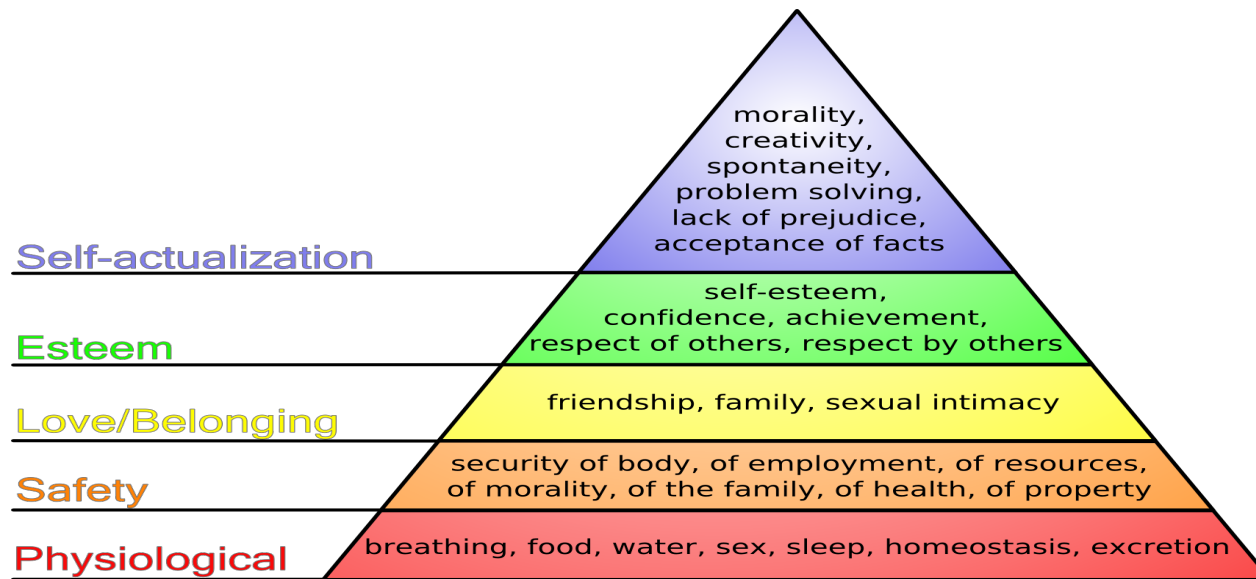 morality,
creativity,
spontaneity,
problem solving,
lack of prejudice,
acceptance of facts
Self-actualization
self-esteem,
confidence, achievement,
respect of others, respect by others
Esteem
friendship, family, sexual intimacy
Love/Belonging
security of body, of employment, of resources,
of morality, of the family, of health, of property
Safety
breathing, food, water, sex, sleep, homeostasis, excretion
Physiological